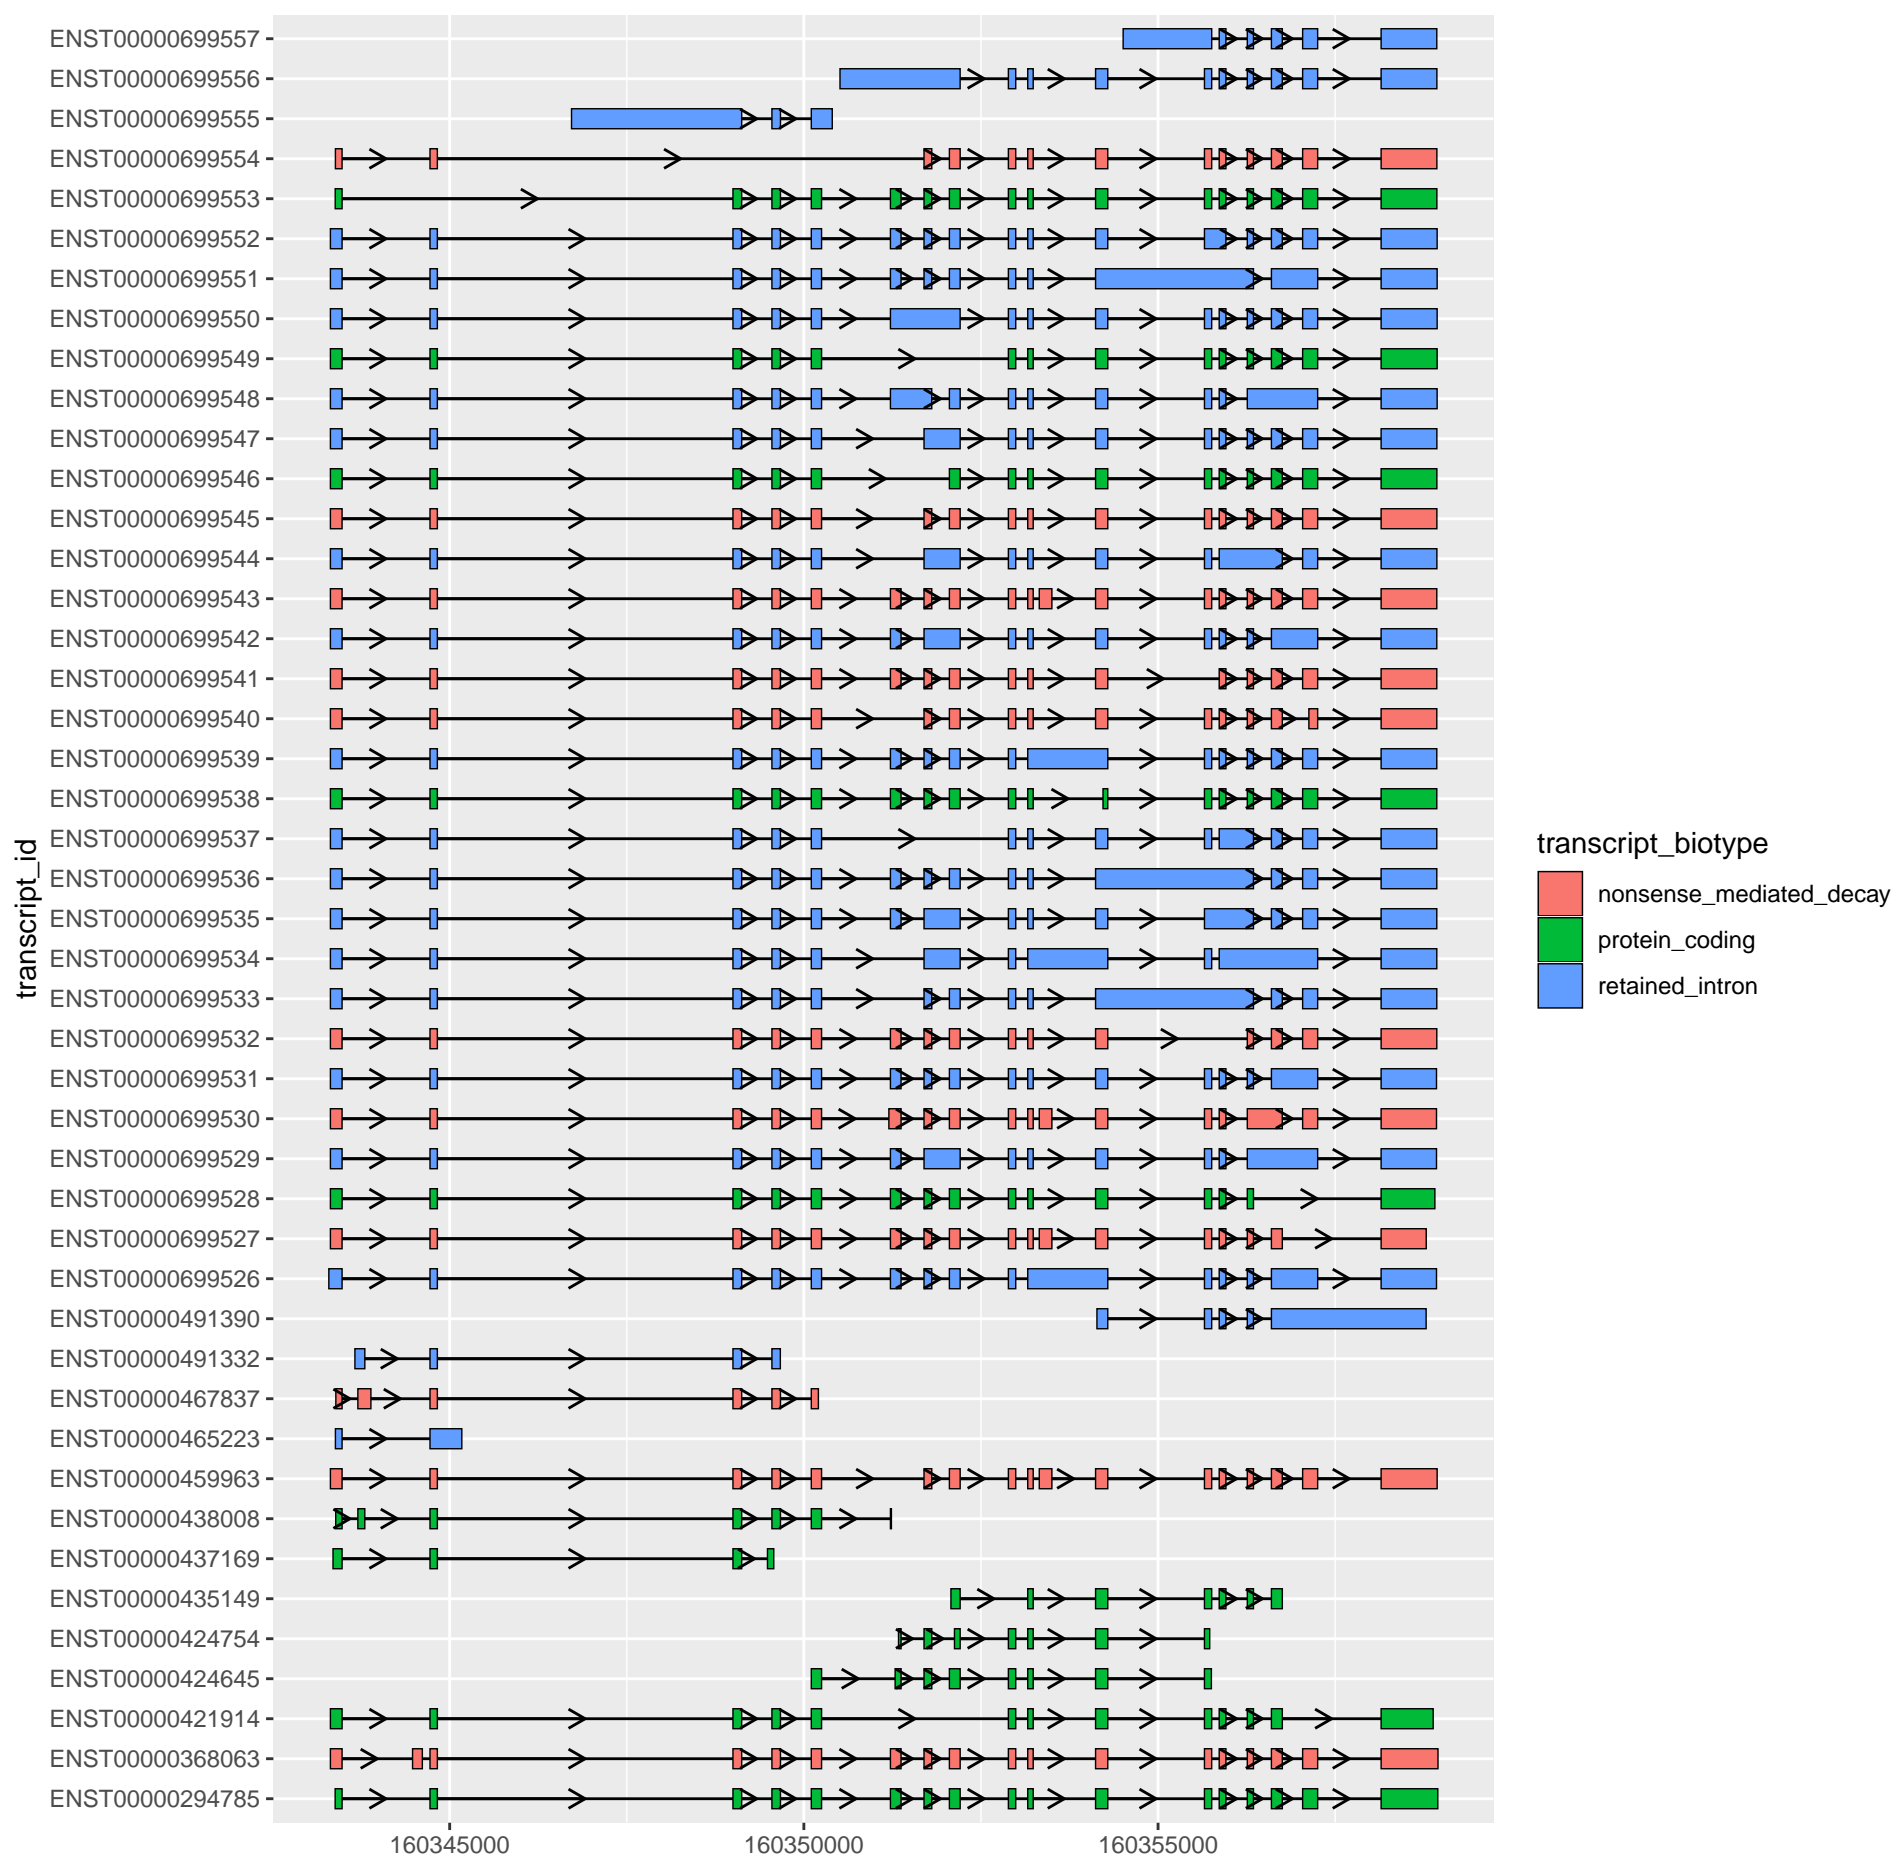 ENST00000699557
ENST00000699556
ENST00000699555
ENST00000699554
ENST00000699553
ENST00000699552
ENST00000699551
ENST00000699550
ENST00000699549
ENST00000699548
ENST00000699547
ENST00000699546
ENST00000699545
ENST00000699544
ENST00000699543
ENST00000699542
ENST00000699541
ENST00000699540
ENST00000699539
ENST00000699538
ENST00000699537
ENST00000699536
ENST00000699535
ENST00000699534
ENST00000699533
ENST00000699532
ENST00000699531
ENST00000699530
ENST00000699529
ENST00000699528
ENST00000699527
ENST00000699526
ENST00000491390
ENST00000491332
ENST00000467837
ENST00000465223
ENST00000459963
ENST00000438008
ENST00000437169
ENST00000435149
ENST00000424754
ENST00000424645
ENST00000421914
ENST00000368063
ENST00000294785
transcript_id
160345000
160350000
160355000
transcript_biotype
nonsense_mediated_decay
protein_coding
retained_intron